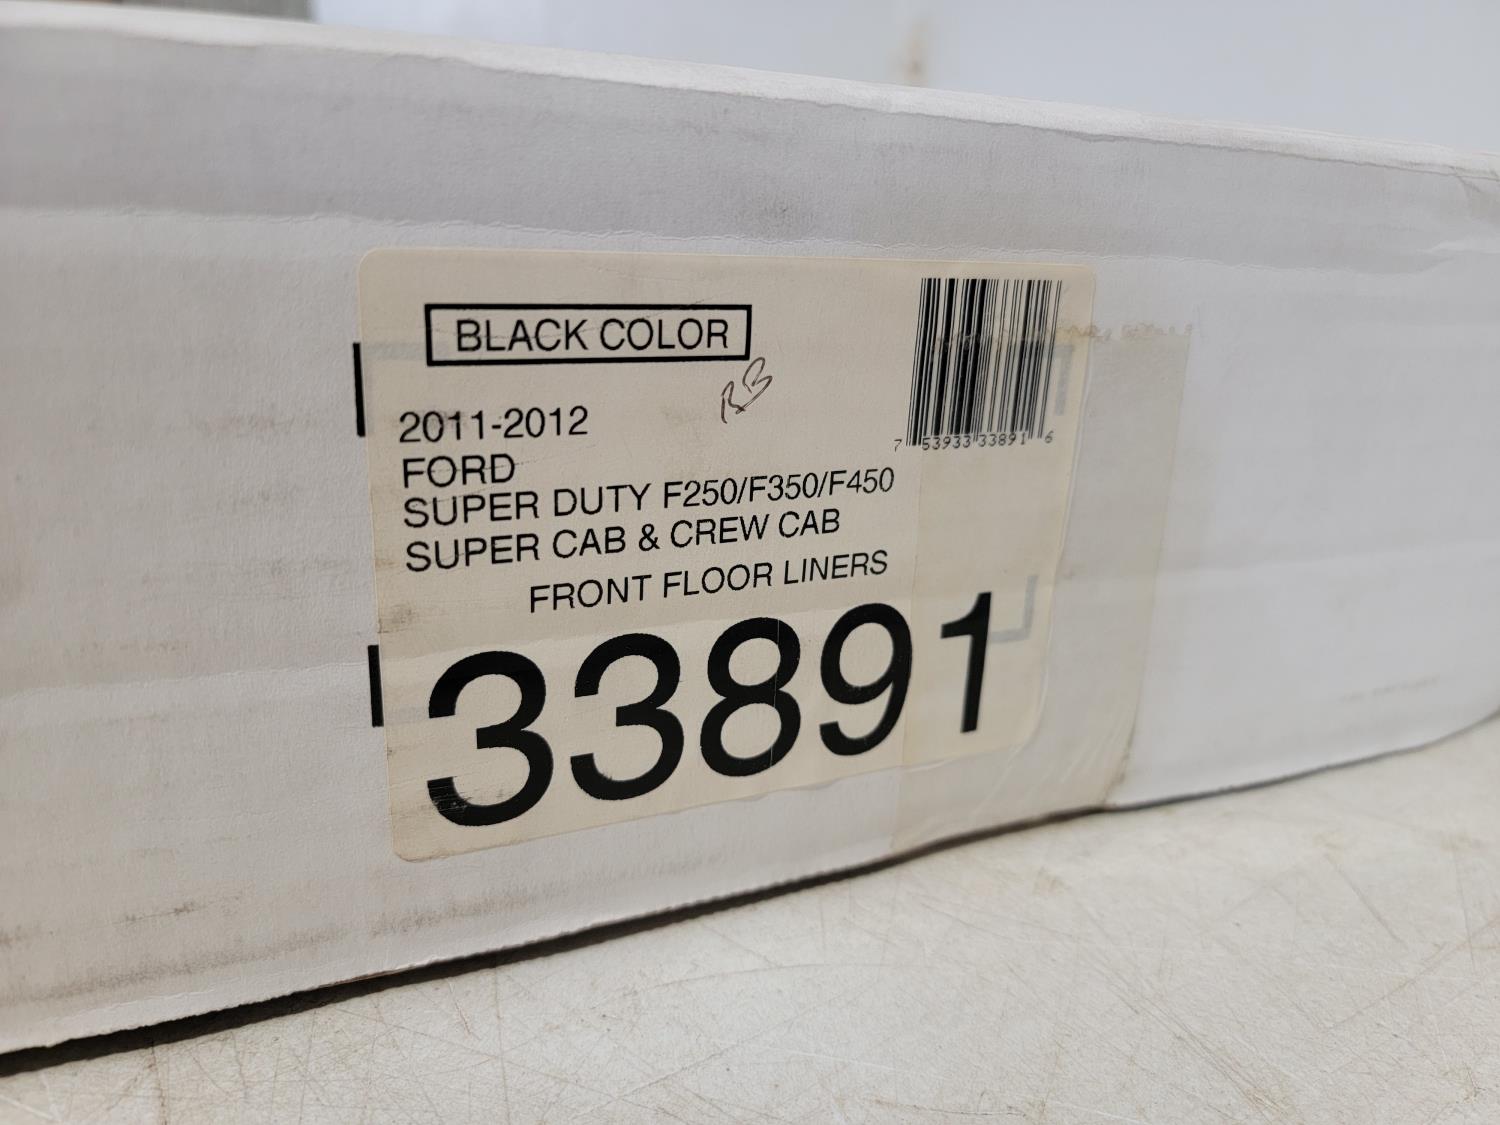 BLACK COLOR
RB
2011-2012
FORD
SUPER DUTY F250/F350/F450
SUPER CAB & CREW CAB
FRONT FLOOR LINERS
33891
7 53933 33891 6